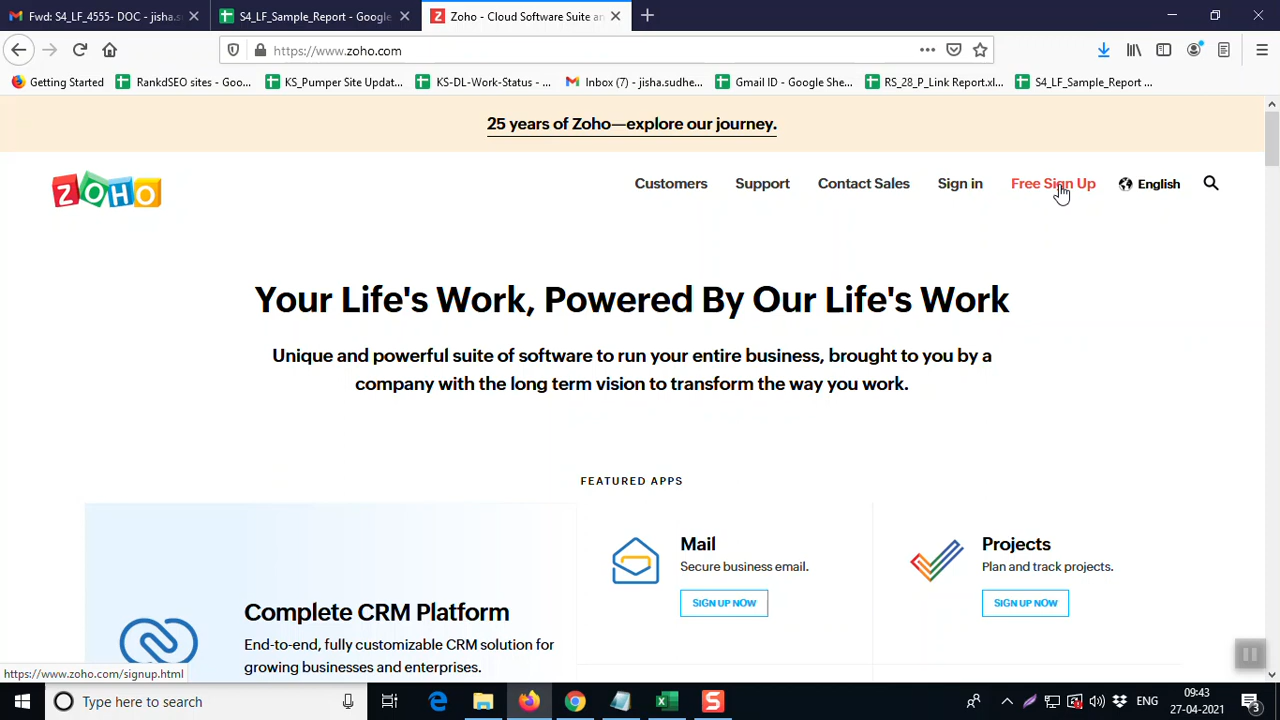 Fwd: S4_LF_4555- DOC - jisha.s
S4_LF_Sample_Report - Google
Zoho - Cloud Software Suite an
https://www.zoho.com
Getting Started
RankdSEO sites - Goo...
KS_Pumper Site Updat...
KS-DL-Work-Status - ...
Inbox (7) - jisha.sudhe...
Gmail ID - Google She...
RS_28_P_Link Report.xl...
S4_LF_Sample_Report ...
25 years of Zoho—explore our journey.
ZOHO
Customers
Support
Contact Sales
Sign in
Free Sign Up
English
Your Life's Work, Powered By Our Life's Work
Unique and powerful suite of software to run your entire business, brought to you by a
company with the long term vision to transform the way you work.
FEATURED APPS
Mail
Secure business email.
SIGN UP NOW
Projects
Plan and track projects.
SIGN UP NOW
Complete CRM Platform
End-to-end, fully customizable CRM solution for
growing businesses and enterprises.
https://www.zoho.com/signup.html
Type here to search
ENG
09:43
27-04-2021
3